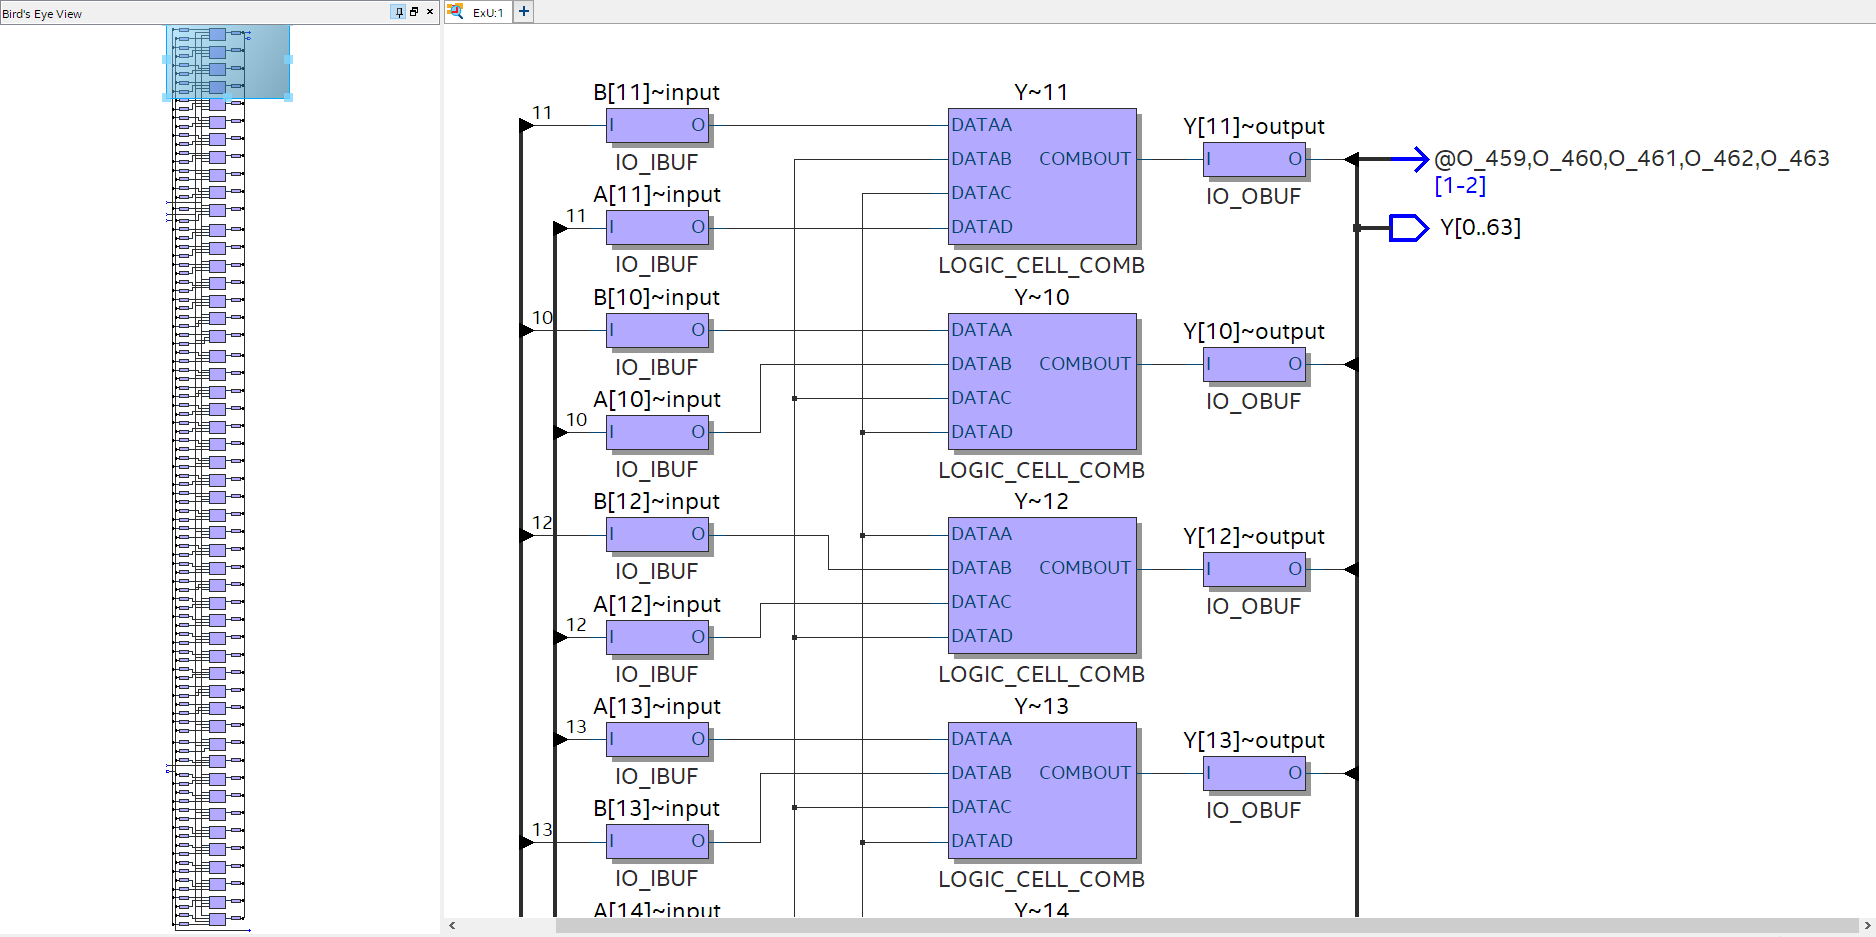 Bird's Eye View
ExU:1
B[11]~input
Y~11
11
I O
DATAA
Y[11]~output
IO_IBUF
DATAB COMBOUT
I O
@O_459,O_460,O_461,O_462,O_463
[1-2]
A[11]~input
DATAC
IO_OBUF
11
I O
DATAD
Y[0..63]
IO_IBUF
LOGIC_CELL_COMB
B[10]~input
Y~10
10
I O
DATAA
Y[10]~output
IO_IBUF
DATAB COMBOUT
I O
A[10]~input
DATAC
IO_OBUF
10
I O
DATAD
IO_IBUF
LOGIC_CELL_COMB
B[12]~input
Y~12
12
I O
DATAA
Y[12]~output
IO_IBUF
DATAB COMBOUT
I O
A[12]~input
DATAC
IO_OBUF
12
I O
DATAD
IO_IBUF
LOGIC_CELL_COMB
A[13]~input
Y~13
13
I O
DATAA
Y[13]~output
IO_IBUF
DATAB COMBOUT
I O
B[13]~input
DATAC
IO_OBUF
13
I O
DATAD
IO_IBUF
LOGIC_CELL_COMB
A[14]~input
Y~14